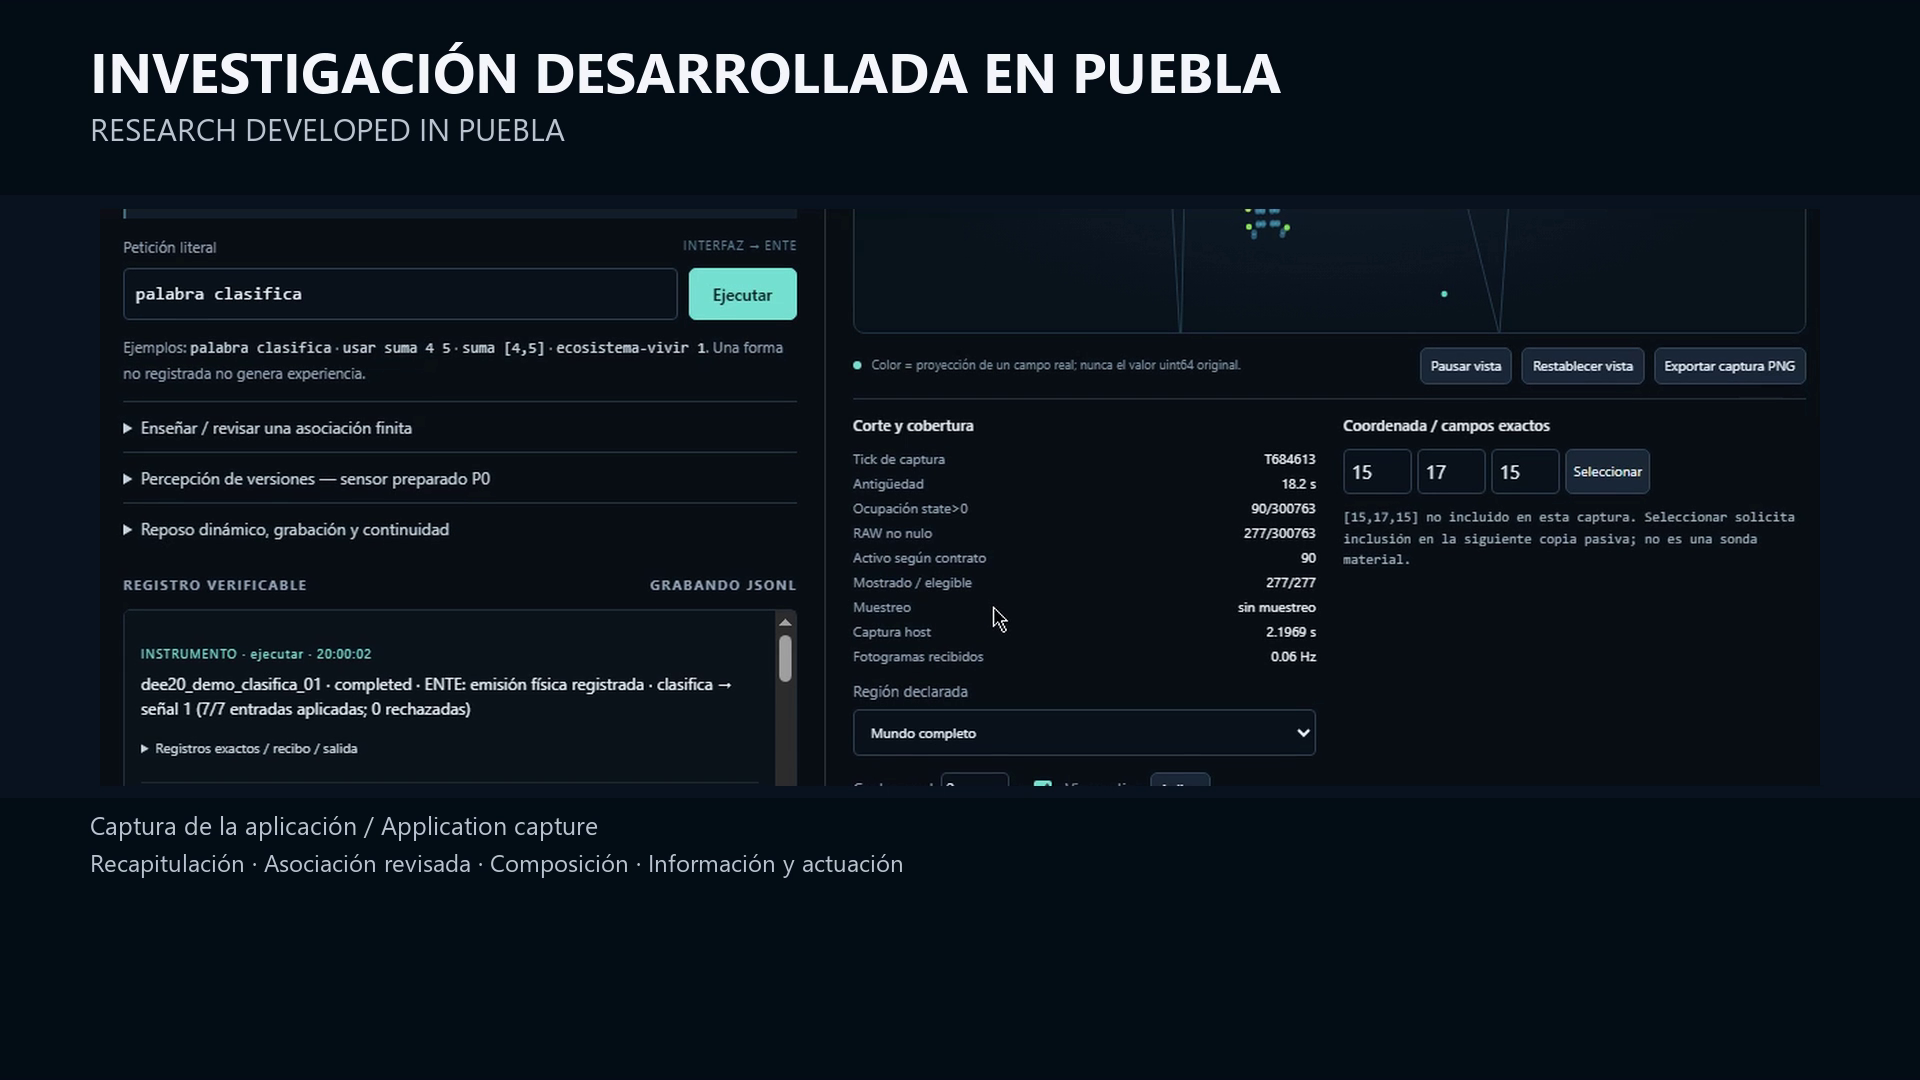 INVESTIGACIÓN DESARROLLADA EN PUEBLA
RESEARCH DEVELOPED IN PUEBLA
Petición literal
INTERFAZ → ENTE
palabra clasifica
Ejecutar
Ejemplos: palabra clasifica · usar suma 4 5 · suma [4,5] · ecosistema-vivir 1. Una forma
no registrada no genera experiencia.
▶ Enseñar / revisar una asociación finita
▶ Percepción de versiones — sensor preparado P0
▶ Reposo dinámico, grabación y continuidad
REGISTRO VERIFICABLE
GRABANDO JSONL
INSTRUMENTO · ejecutar · 20:00:02
dee20_demo_clasifica_01 · completed · ENTE: emisión física registrada · clasifica →
señal 1 (7/7 entradas aplicadas; 0 rechazadas)
▶ Registros exactos / recibo / salida
Color = proyección de un campo real; nunca el valor uint64 original.
Pausar vista
Restablecer vista
Exportar captura PNG
Corte y cobertura
Tick de captura T684613
Antigüedad 18.2 s
Ocupación state>0 90/300763
RAW no nulo 277/300763
Activo según contrato 90
Mostrado / elegible 277/277
Muestreo sin muestreo
Captura host 2.1969 s
Fotogramas recibidos 0.06 Hz
Región declarada
Mundo completo
Coordenada / campos exactos
15 17 15 Seleccionar
[15,17,15] no incluido en esta captura. Seleccionar solicita
inclusión en la siguiente copia pasiva; no es una sonda
material.
Captura de la aplicación / Application capture
Recapitulación · Asociación revisada · Composición · Información y actuación